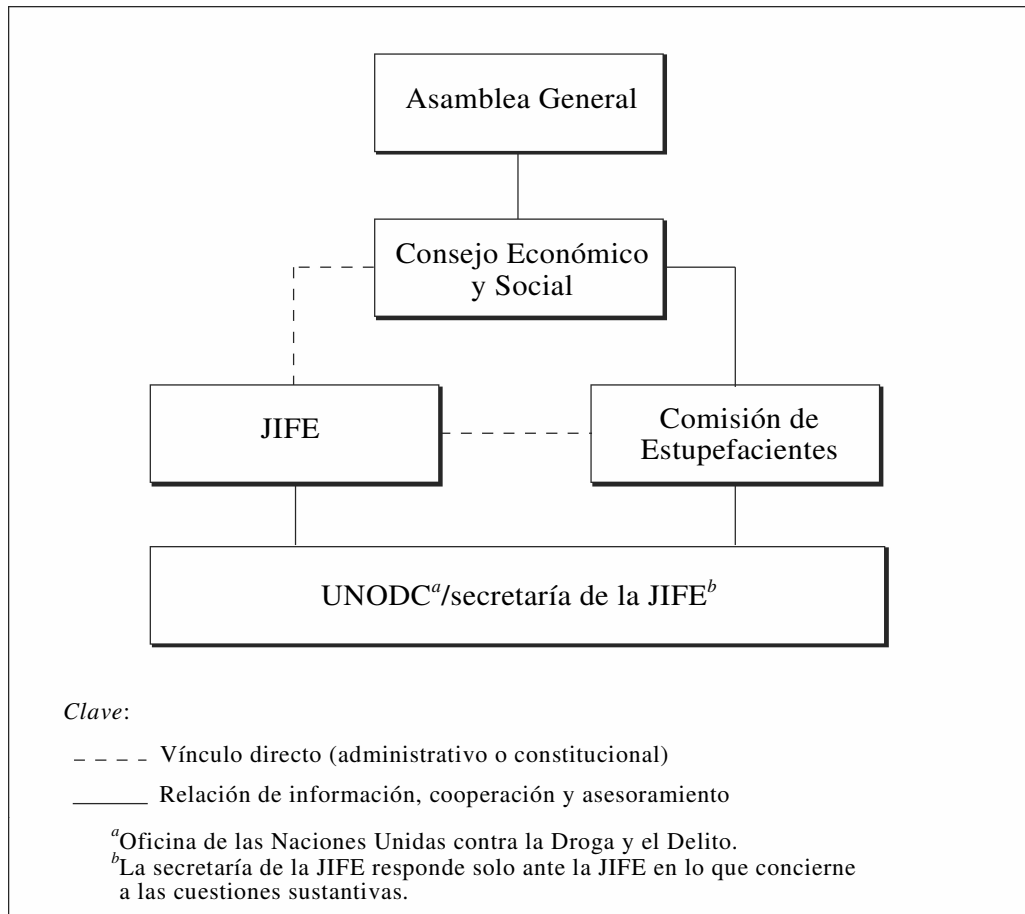 Asamblea General
Consejo Económico
y Social
JIFE
Comisión de
Estupefacientes
UNODCa/secretaría de la JIFEb
Clave:
Vínculo directo (administrativo o constitucional)
Relación de información, cooperación y asesoramiento
aOficina de las Naciones Unidas contra la Droga y el Delito.
bLa secretaría de la JIFE responde solo ante la JIFE en lo que concierne
a las cuestiones sustantivas.